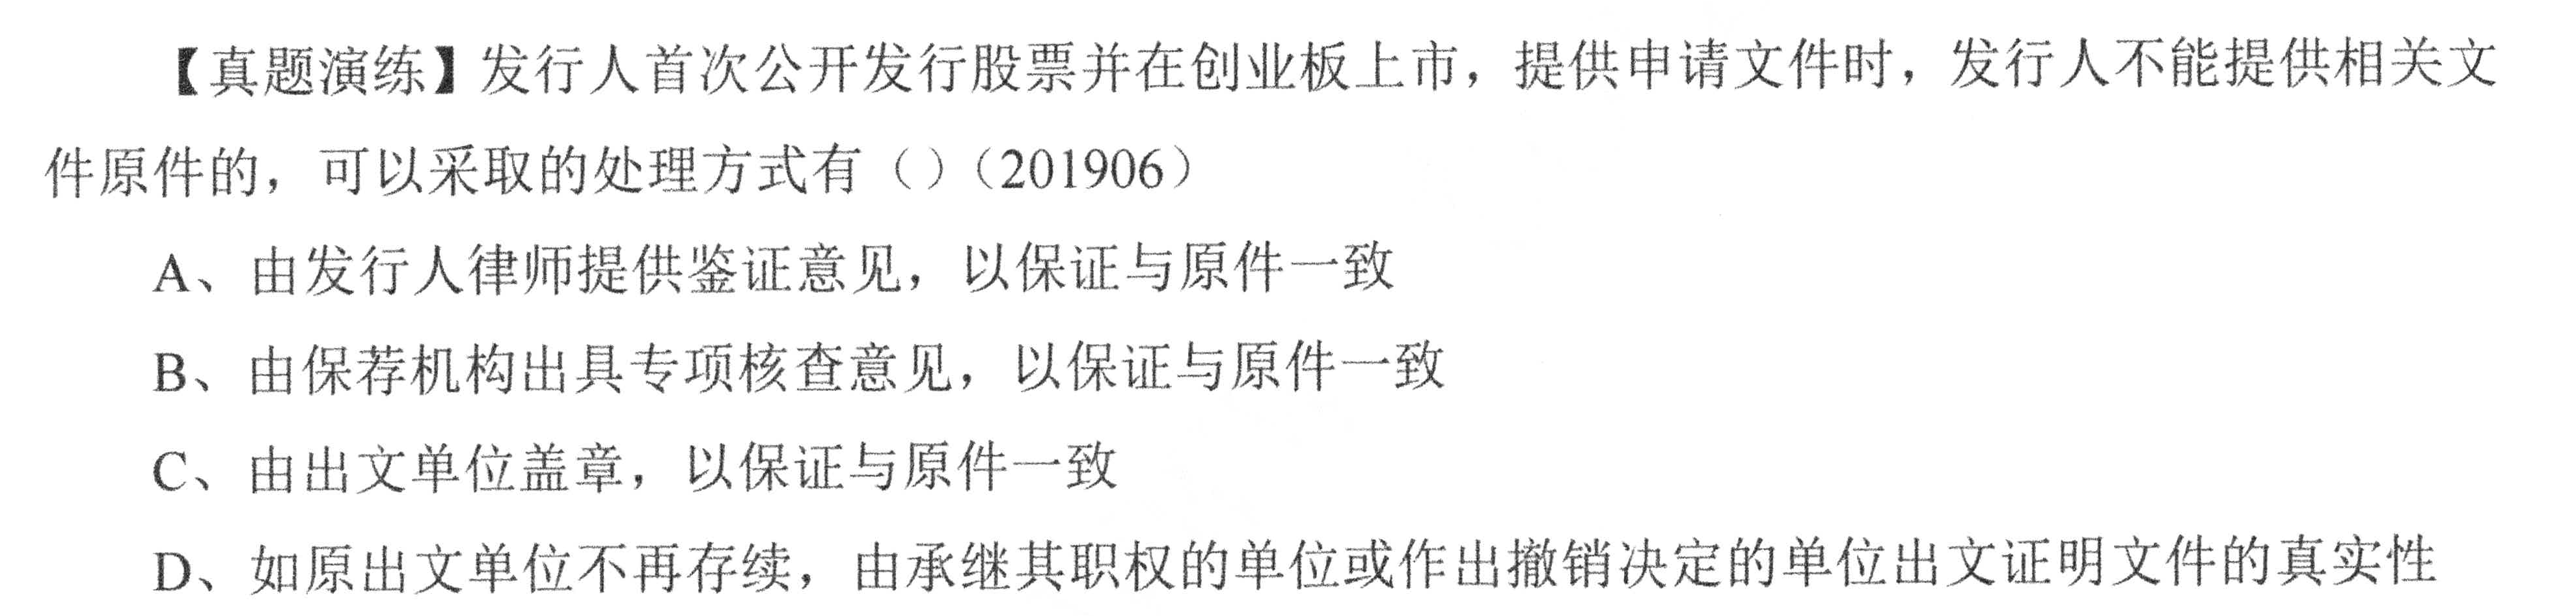 【真题演练】发行人首次公开发行股票并在创业板上市，提供申请文件时，发行人不能提供相关文
件原件的，可以采取的处理方式有（）（201906）
A、由发行人律师提供鉴证意见，以保证与原件一致
B、由保荐机构出具专项核查意见，以保证与原件一致
C、由出文单位盖章，以保证与原件一致
D、如原出文单位不再存续，由承继其职权的单位或作出撤销决定的单位出文证明文件的真实性